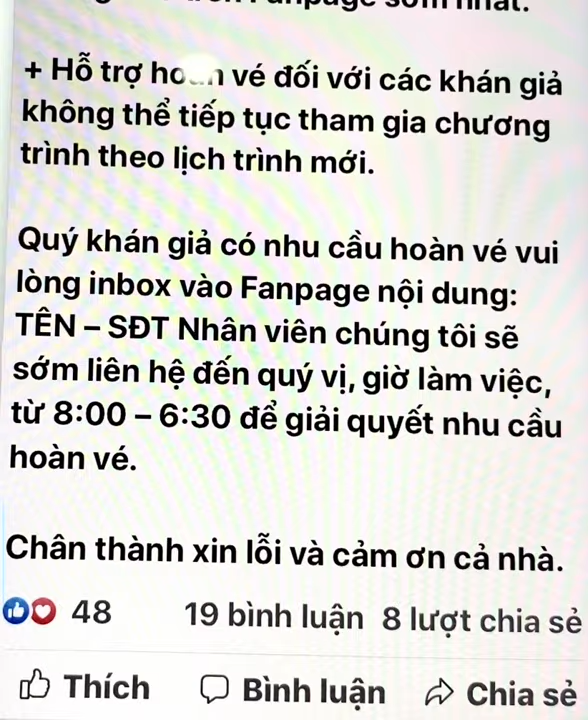 + Hỗ trợ vé đối với các khán giả
không thể tiếp tục tham gia chương
trình theo lịch trình mới.
Quý khán giả có nhu cầu hoàn vé vui
lòng inbox vào Fanpage nội dung:
TÊN – SĐT Nhân viên chúng tôi sẽ
sớm liên hệ đến quý vị, giờ làm việc,
từ 8:00 – 6:30 để giải quyết nhu cầu
hoàn vé.
Chân thành xin lỗi và cảm ơn cả nhà.
48 19 bình luận 8 lượt chia sẻ
Thích Bình luận Chia sẻ